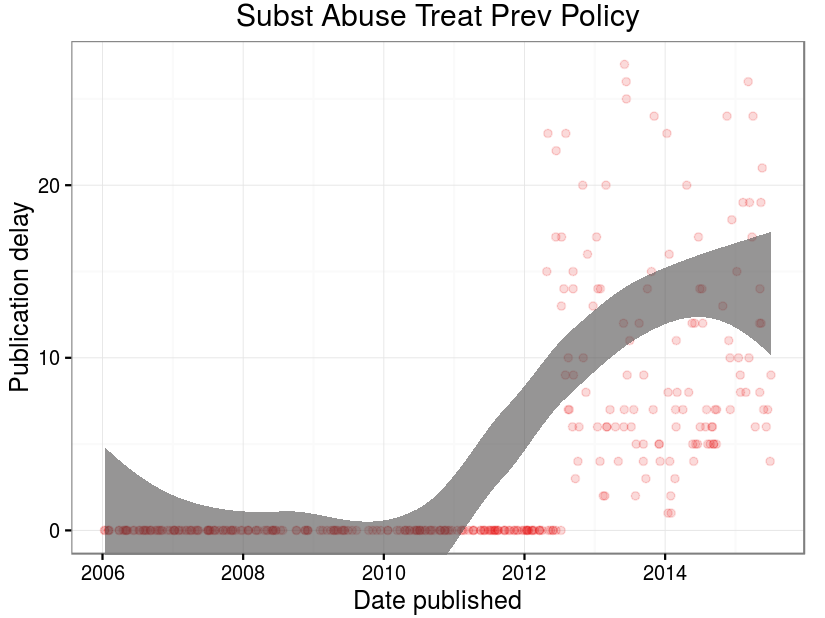 Subst Abuse Treat Prev Policy
Publication delay
20
10
0
2006 2008 2010 2012 2014
Date published